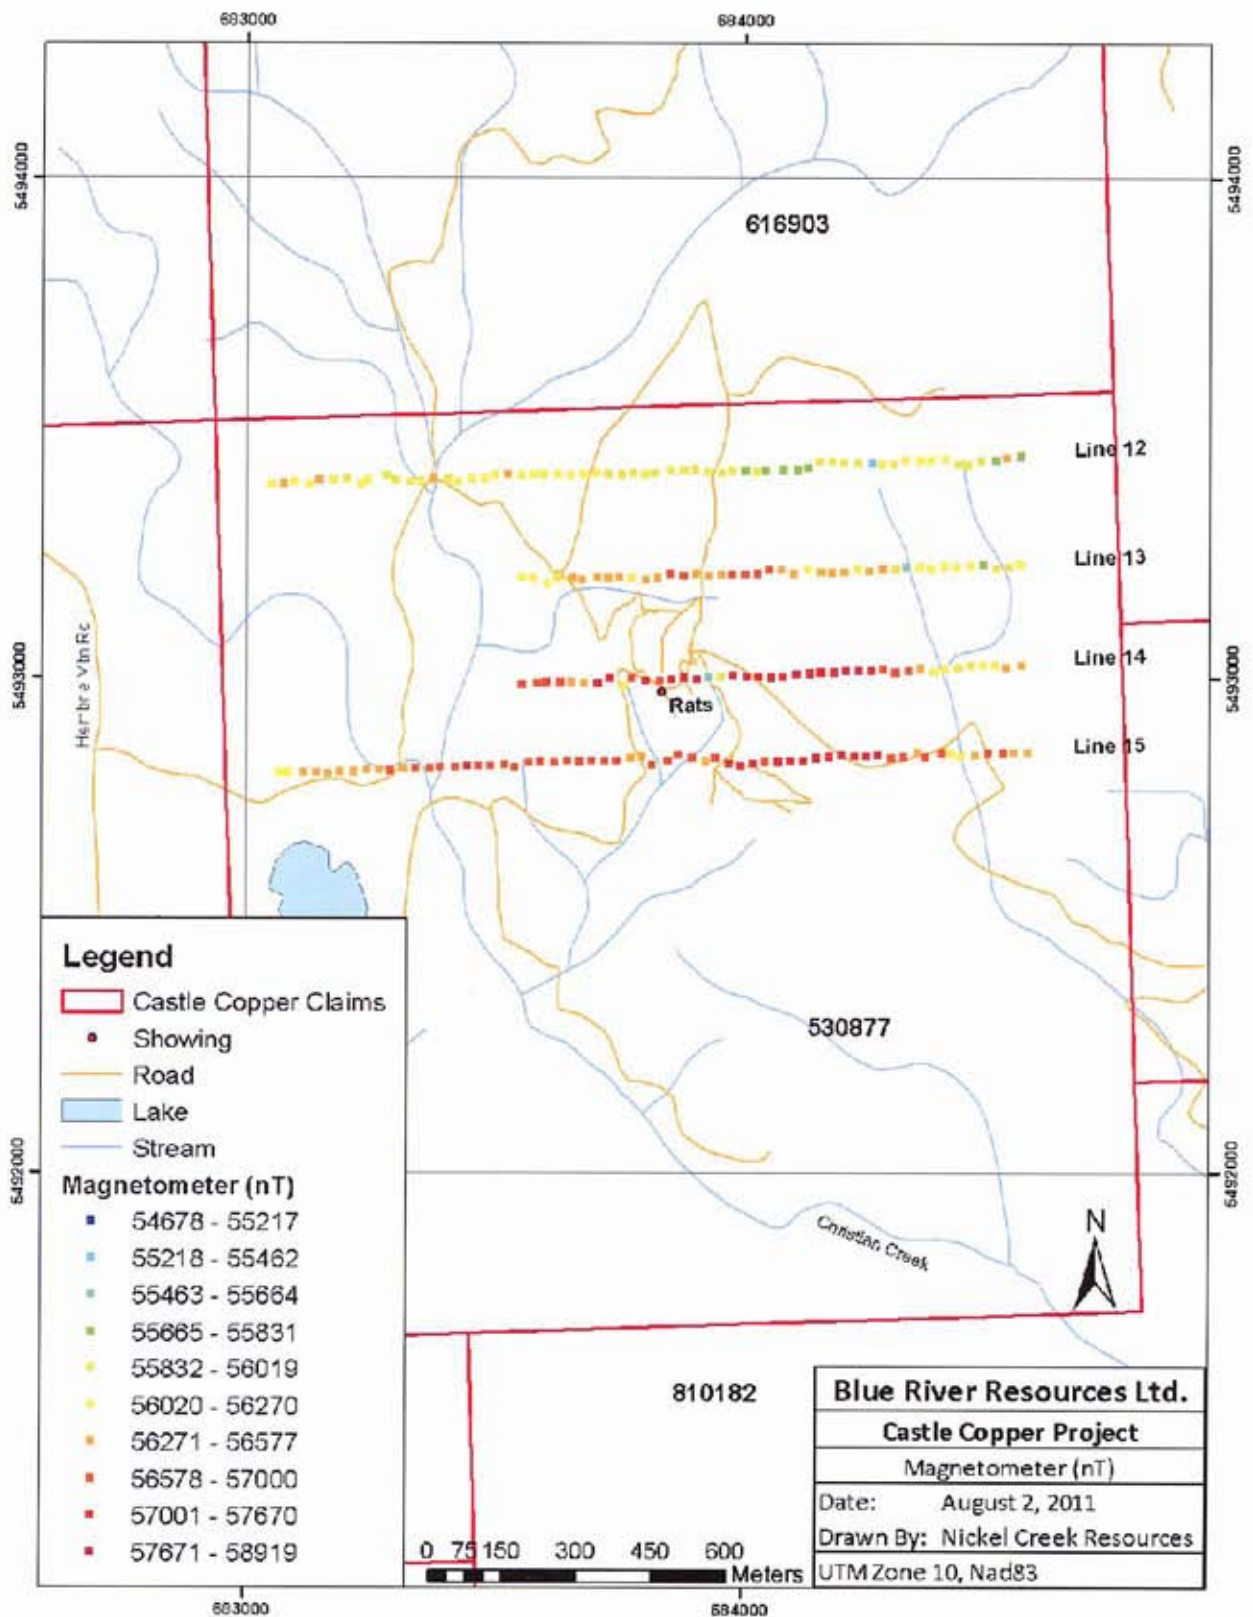 683000
684000
5494000
5494000
616903
Line 12
Line 13
5493000
5493000
Line 14
Rats
Line 15
Legend
Castle Copper Claims
Showing
Road
Lake
Stream
Magnetometer (nT)
54678 - 55217
55218 - 55462
55463 - 55664
55665 - 55831
55832 - 56019
56020 - 56270
56271 - 56577
56578 - 57000
57001 - 57670
57671 - 58919
530877
5492000
5492000
Christian Creek
N
810182
0 75 150 300 450 600
Meters
Blue River Resources Ltd.
Castle Copper Project
Magnetometer (nT)
Date: August 2, 2011
Drawn By: Nickel Creek Resources
UTM Zone 10, Nad83
683000
684000